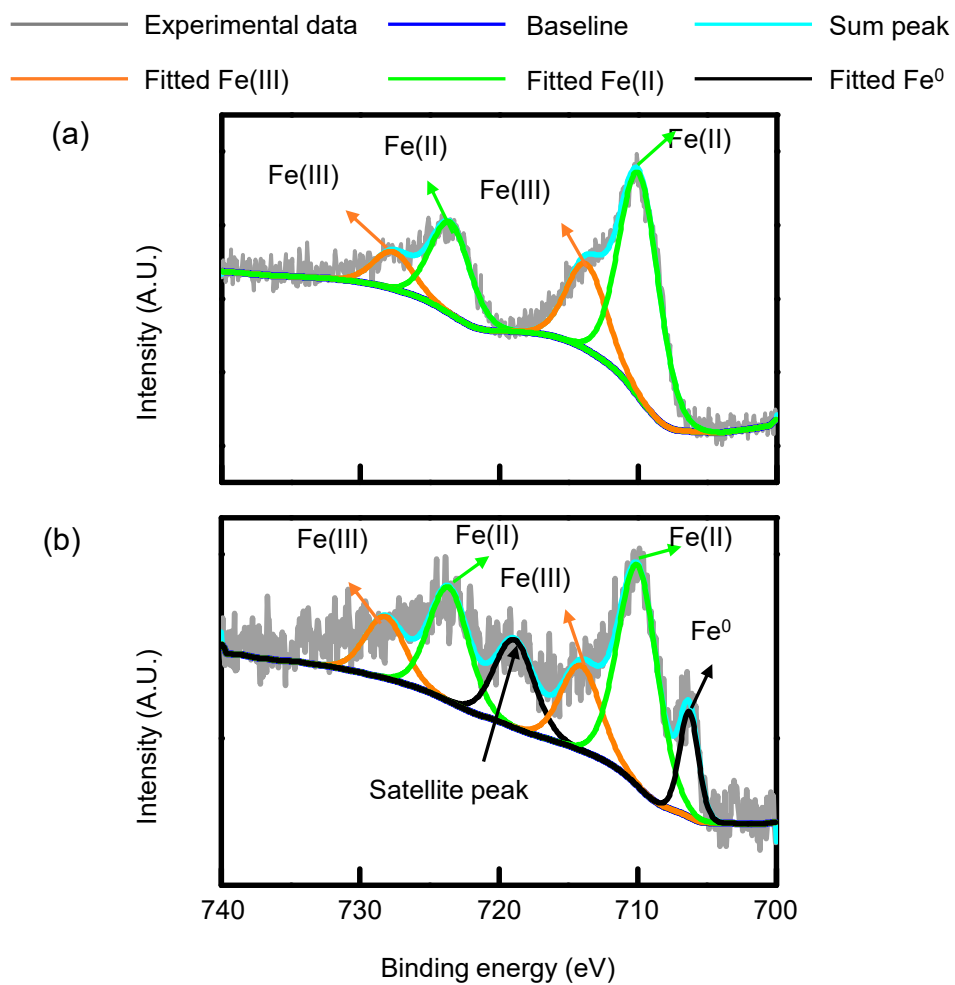 Experimental data Baseline Sum peak
Fitted Fe(III) Fitted Fe(II) Fitted Fe⁰
(a)
Fe(III) Fe(II) Fe(III) Fe(II)
Intensity (A.U.)
(b)
Fe(III) Fe(II) Fe(III) Fe(II)
Fe⁰
Satellite peak
Intensity (A.U.)
740 730 720 710 700
Binding energy (eV)